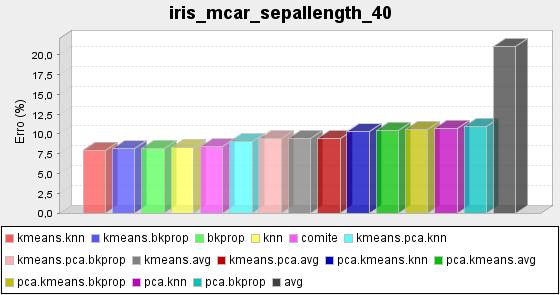 iris_mcar_sepallength_40
Erro (%)
20,0
17,5
15,0
12,5
10,0
7,5
5,0
2,5
0,0
kmeans.knn kmeans.bkprop bkprop knn comite kmeans.pca.knn
kmeans.pca.bkprop kmeans.avg kmeans.pca.avg pca.kmeans.knn pca.kmeans.avg
pca.kmeans.bkprop pca.knn pca.bkprop avg